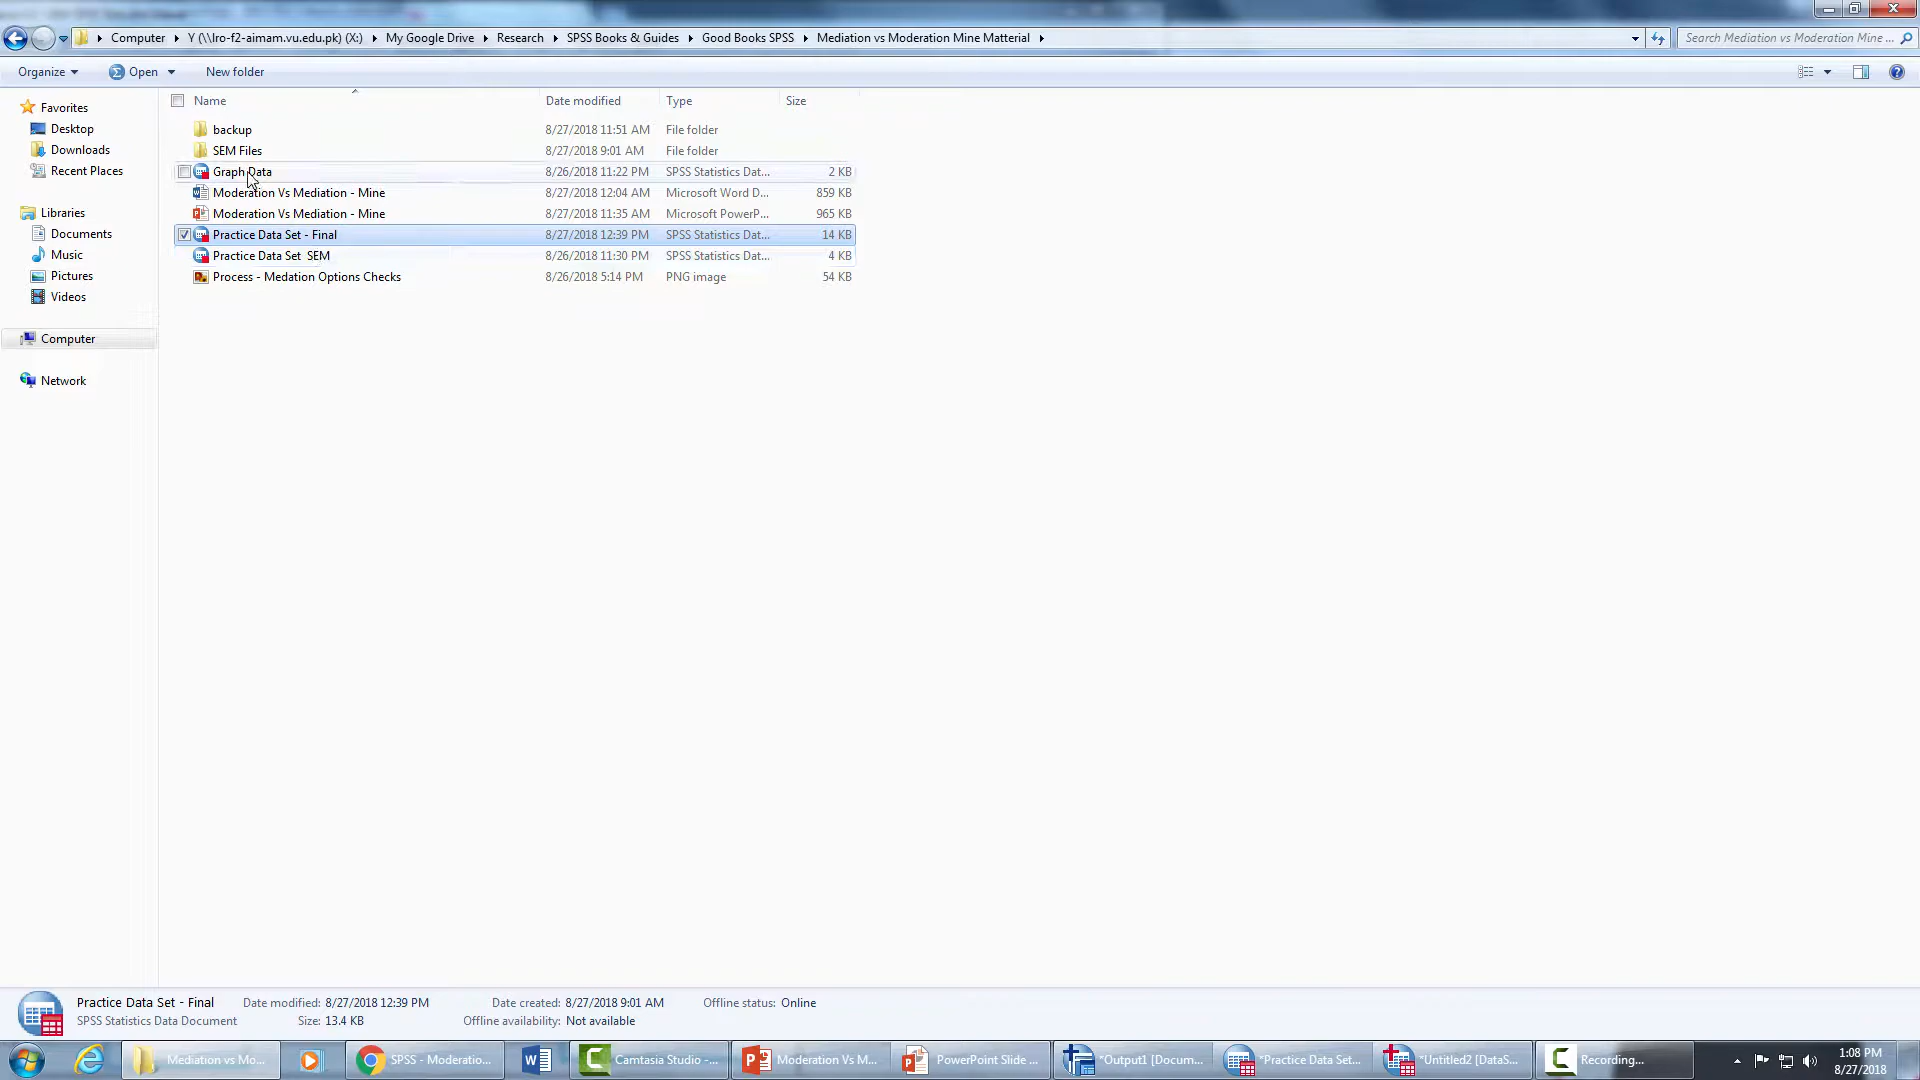 Computer Y (\\lro-f2-aimam.vu.edu.pk) (X:) My Google Drive Research SPSS Books & Guides Good Books SPSS Mediation vs Moderation Mine Matterial Search Mediation vs Moderation Mine ...
Organize Open New folder
Name Date modified Type Size
Favorites
Desktop
Downloads
Recent Places
Libraries
Documents
Music
Pictures
Videos
Computer
Network
backup 8/27/2018 11:51 AM File folder
SEM Files 8/27/2018 9:01 AM File folder
Graph Data 8/26/2018 11:22 PM SPSS Statistics Dat... 2 KB
Moderation Vs Mediation - Mine 8/27/2018 12:04 AM Microsoft Word D... 859 KB
Moderation Vs Mediation - Mine 8/27/2018 11:35 AM Microsoft PowerP... 965 KB
Practice Data Set - Final 8/27/2018 12:39 PM SPSS Statistics Dat... 14 KB
Practice Data Set  SEM 8/26/2018 11:30 PM SPSS Statistics Dat... 4 KB
Process - Medation Options Checks 8/26/2018 5:14 PM PNG image 54 KB
Practice Data Set - Final Date modified: 8/27/2018 12:39 PM Date created: 8/27/2018 9:01 AM Offline status: Online
SPSS Statistics Data Document Size: 13.4 KB Offline availability: Not available
Mediation vs Mo... SPSS - Moderatio... Camtasia Studio -... Moderation Vs M... PowerPoint Slide ... *Output1 [Docum... *Practice Data Set... *Untitled2 [DataS... Recording...
1:08 PM
8/27/2018